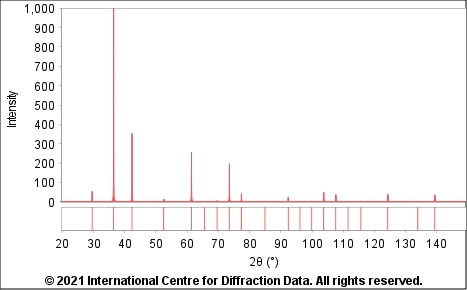 1,000
900
800
700
600
500
400
300
200
100
0
Intensity
20 30 40 50 60 70 80 90 100 110 120 130 140
2θ (°)
© 2021 International Centre for Diffraction Data. All rights reserved.